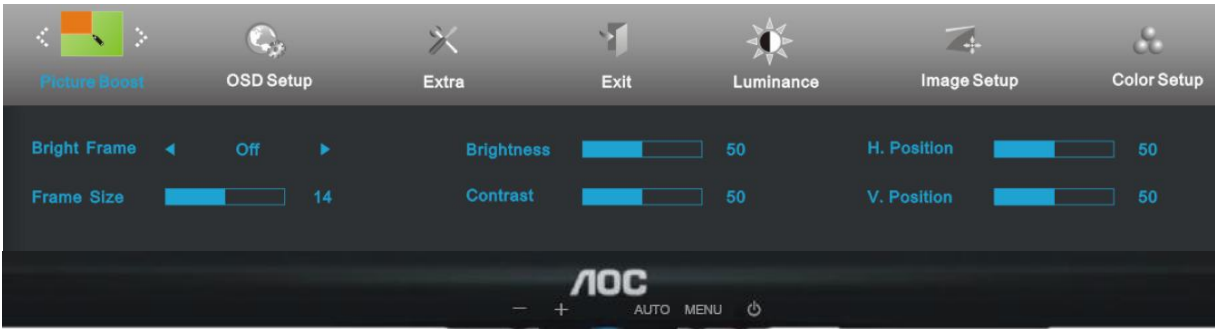 Picture Boost OSD Setup Extra Exit Luminance Image Setup Color Setup
Bright Frame Off Brightness 50 H. Position 50
Frame Size 14 Contrast 50 V. Position 50
AOC
- + AUTO MENU